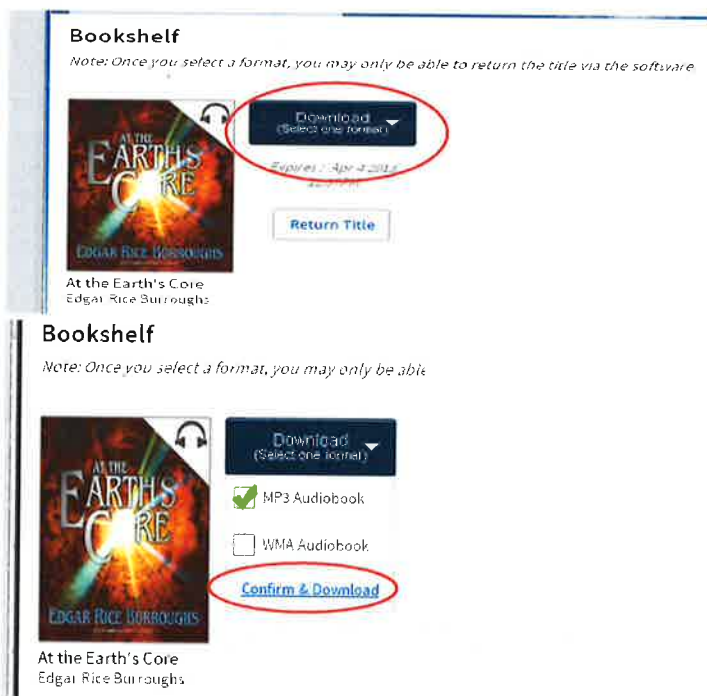 Bookshelf
Note: Once you select a format, you may only be able to return the title via the software
Download
(Select one format)
AT THE
EARTH'S
CORE
Expires: Apr 4
Return Title
EDGAR RICE BURROUGHS
At the Earth's Core
Edgar Rice Burroughs
Bookshelf
Note: Once you select a format, you may only be able
Download
(Select one format)
AT THE
EARTH'S
CORE
MP3 Audiobook
WMA Audiobook
Confirm & Download
EDGAR RICE BURROUGHS
At the Earth's Core
Edgar Rice Burroughs